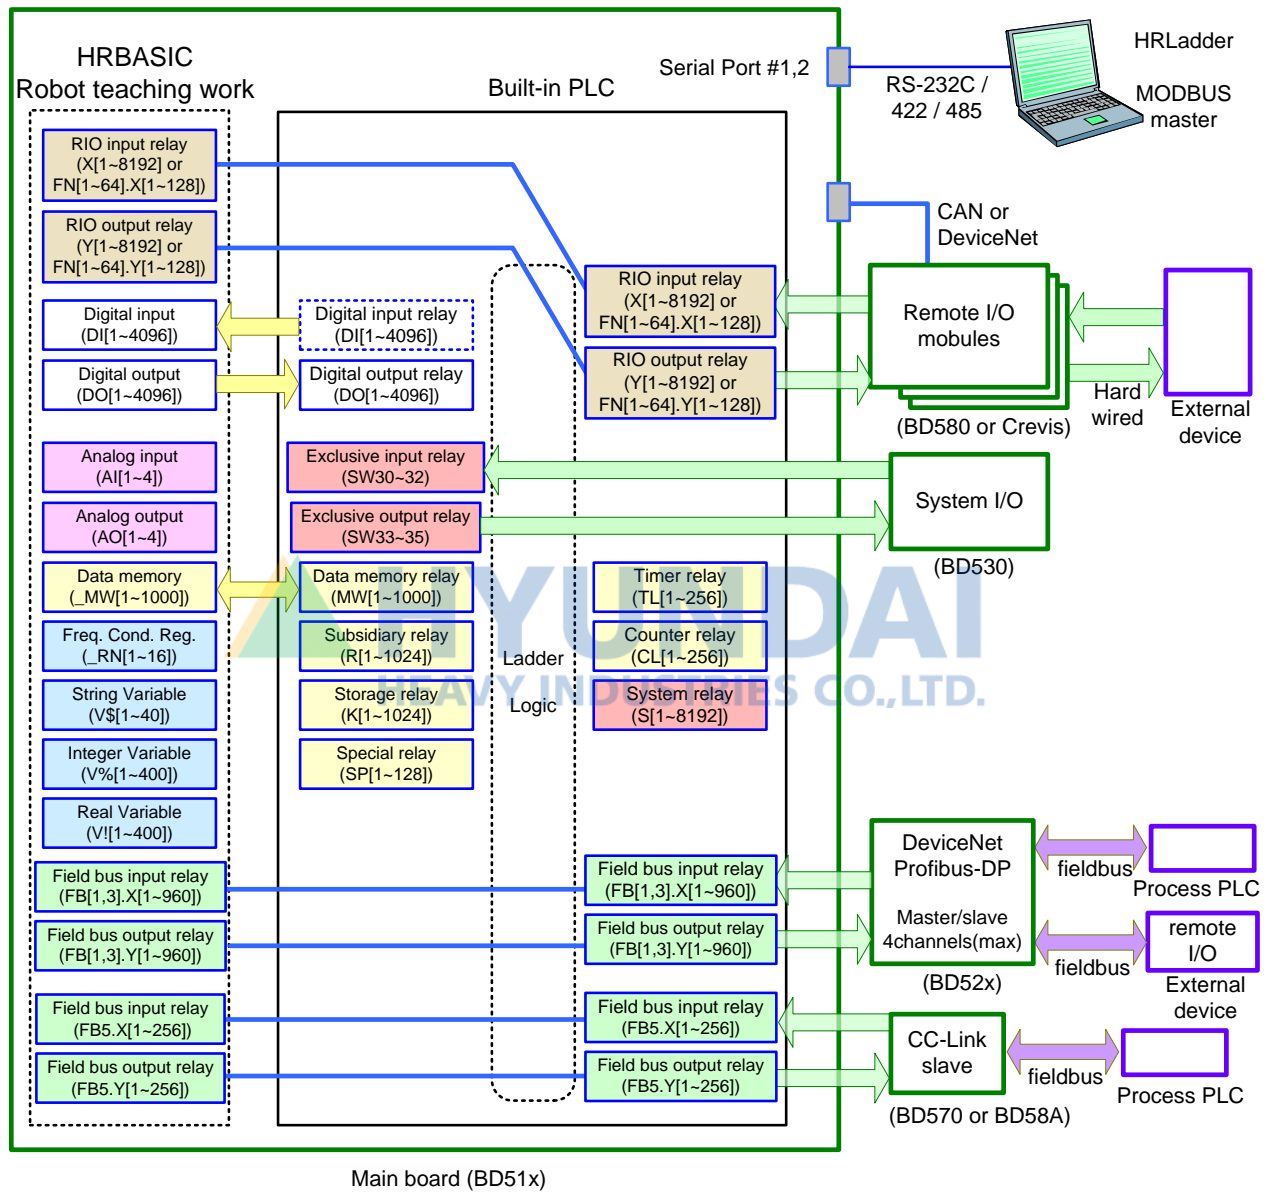 HRBASIC
Robot teaching work
Built-in PLC
Serial Port #1,2
RS-232C /
422 / 485
HRLadder
MODBUS
master
RIO input relay
(X[1~8192] or
FN[1~64].X[1~128])
RIO output relay
(Y[1~8192] or
FN[1~64].Y[1~128])
Digital input
(DI[1~4096])
Digital output
(DO[1~4096])
Analog input
(AI[1~4])
Analog output
(AO[1~4])
Data memory
(_MW[1~1000])
Freq. Cond. Reg.
(_RN[1~16])
String Variable
(V$[1~40])
Integer Variable
(V%[1~400])
Real Variable
(V![1~400])
Field bus input relay
(FB[1,3].X[1~960])
Field bus output relay
(FB[1,3].Y[1~960])
Field bus input relay
(FB5.X[1~256])
Field bus output relay
(FB5.Y[1~256])
Digital input relay
(DI[1~4096])
Digital output relay
(DO[1~4096])
Exclusive input relay
(SW30~32)
Exclusive output relay
(SW33~35)
Data memory relay
(MW[1~1000])
Subsidiary relay
(R[1~1024])
Storage relay
(K[1~1024])
Special relay
(SP[1~128])
Ladder
Logic
RIO input relay
(X[1~8192] or
FN[1~64].X[1~128])
RIO output relay
(Y[1~8192] or
FN[1~64].Y[1~128])
Timer relay
(TL[1~256])
Counter relay
(CL[1~256])
System relay
(S[1~8192])
Field bus input relay
(FB[1,3].X[1~960])
Field bus output relay
(FB[1,3].Y[1~960])
Field bus input relay
(FB5.X[1~256])
Field bus output relay
(FB5.Y[1~256])
CAN or
DeviceNet
Remote I/O
mobules
(BD580 or Crevis)
Hard
wired
External
device
System I/O
(BD530)
DeviceNet
Profibus-DP
Master/slave
4channels(max)
(BD52x)
fieldbus
Process PLC
fieldbus
remote
I/O
External
device
CC-Link
slave
(BD570 or BD58A)
fieldbus
Process PLC
Main board (BD51x)
HYUNDAI
HEAVY INDUSTRIES CO.,LTD.